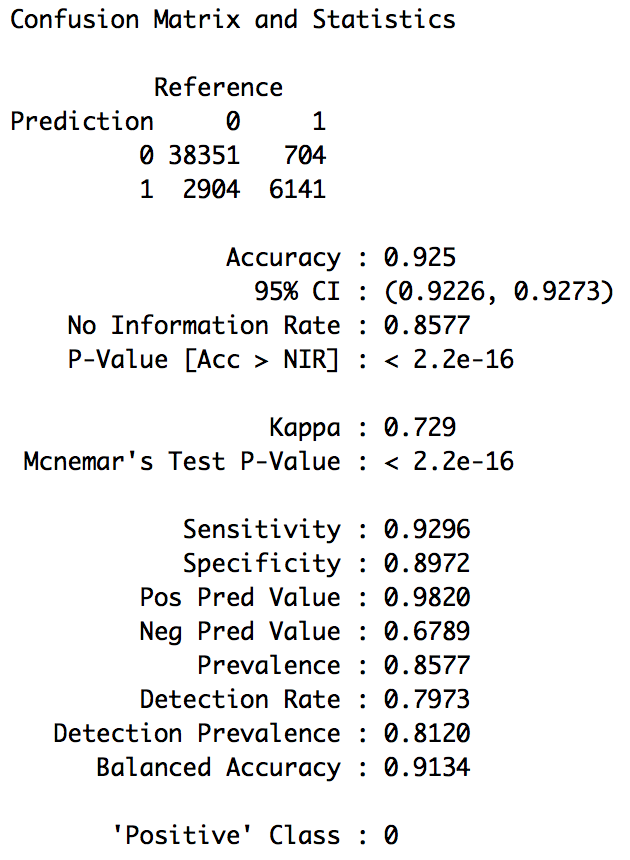 Confusion Matrix and Statistics
Reference
Prediction 0 1
0 38351 704
1 2904 6141
Accuracy : 0.925
95% CI : (0.9226, 0.9273)
No Information Rate : 0.8577
P-Value [Acc > NIR] : < 2.2e-16
Kappa : 0.729
Mcnemar's Test P-Value : < 2.2e-16
Sensitivity : 0.9296
Specificity : 0.8972
Pos Pred Value : 0.9820
Neg Pred Value : 0.6789
Prevalence : 0.8577
Detection Rate : 0.7973
Detection Prevalence : 0.8120
Balanced Accuracy : 0.9134
'Positive' Class : 0